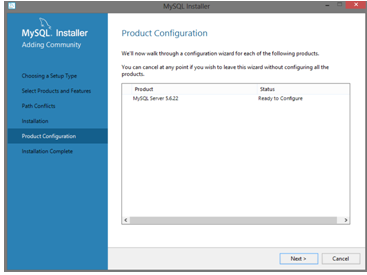 MySQL Installer
MySQL. Installer
Adding Community
Choosing a Setup Type
Select Products and Features
Path Conflicts
Installation
Product Configuration
Installation Complete
Product Configuration
We'll now walk through a configuration wizard for each of the following products.
You can cancel at any point if you wish to leave this wizard without configuring all the
products.
Product Status
MySQL Server 5.6.22 Ready to Configure
Next > Cancel